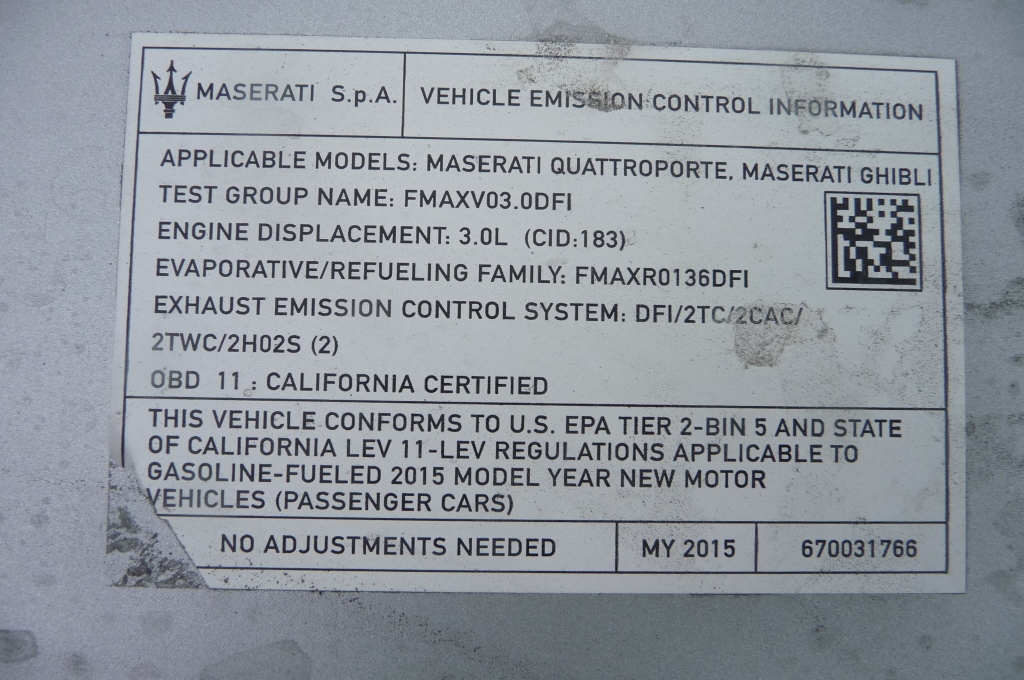 MASERATI S.p.A.
VEHICLE EMISSION CONTROL INFORMATION
APPLICABLE MODELS: MASERATI QUATTROPORTE, MASERATI GHIBLI
TEST GROUP NAME: FMAXV03.0DFI
ENGINE DISPLACEMENT: 3.0L (CID:183)
EVAPORATIVE/REFUELING FAMILY: FMAXR0136DFI
EXHAUST EMISSION CONTROL SYSTEM: DFI/2TC/2CAC/
2TWC/2HO2S (2)
OBD 11 : CALIFORNIA CERTIFIED
THIS VEHICLE CONFORMS TO U.S. EPA TIER 2-BIN 5 AND STATE
OF CALIFORNIA LEV 11-LEV REGULATIONS APPLICABLE TO
GASOLINE-FUELED 2015 MODEL YEAR NEW MOTOR
VEHICLES (PASSENGER CARS)
NO ADJUSTMENTS NEEDED
MY 2015
670031766